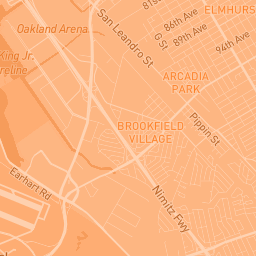 81st
ELMHURS
86th Ave
Oakland Arena
San Leandro St
G St
89th Ave
94th Ave
King Jr.
reline
ARCADIA
PARK
BROOKFIELD
VILLAGE
Pippin St
Earhart Rd
Nimitz Fwy